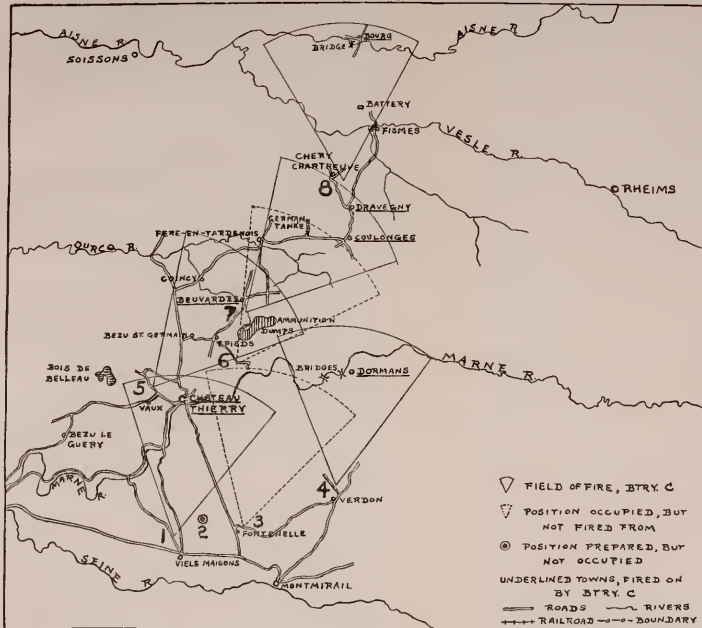 AISNE R.
SOISSONS
BRIDGE
BOURG
AISNE R.
BATTERY
FISMES
VESLE R.
CHERY
CHARTREUVE
8
RHEIMS
DRAVEGNY
GERMAN
TANKS
FERE-EN-TARDENOIS
COULONGES
OURCQ R.
COINCY
BEUVARDES
7
AMMUNITION
DUMPS
BEZU ST. GERMAIN
EPIEDS
6
MARNE R.
BOIS DE
BELLEAU
BRIDGES
DORMANS
5
VAUX
CHATEAU
THIERRY
BEZU LE
GUERY
MARNE R.
4
VERDON
1
2
3
FONTENELLE
VIELS MAISONS
SEINE R.
MONTMIRAIL
FIELD OF FIRE, BTRY. C
POSITION OCCUPIED, BUT
NOT FIRED FROM
POSITION PREPARED, BUT
NOT OCCUPIED
UNDERLINED TOWNS, FIRED ON
BY BTRY. C
ROADS RIVERS
RAILROAD BOUNDARY